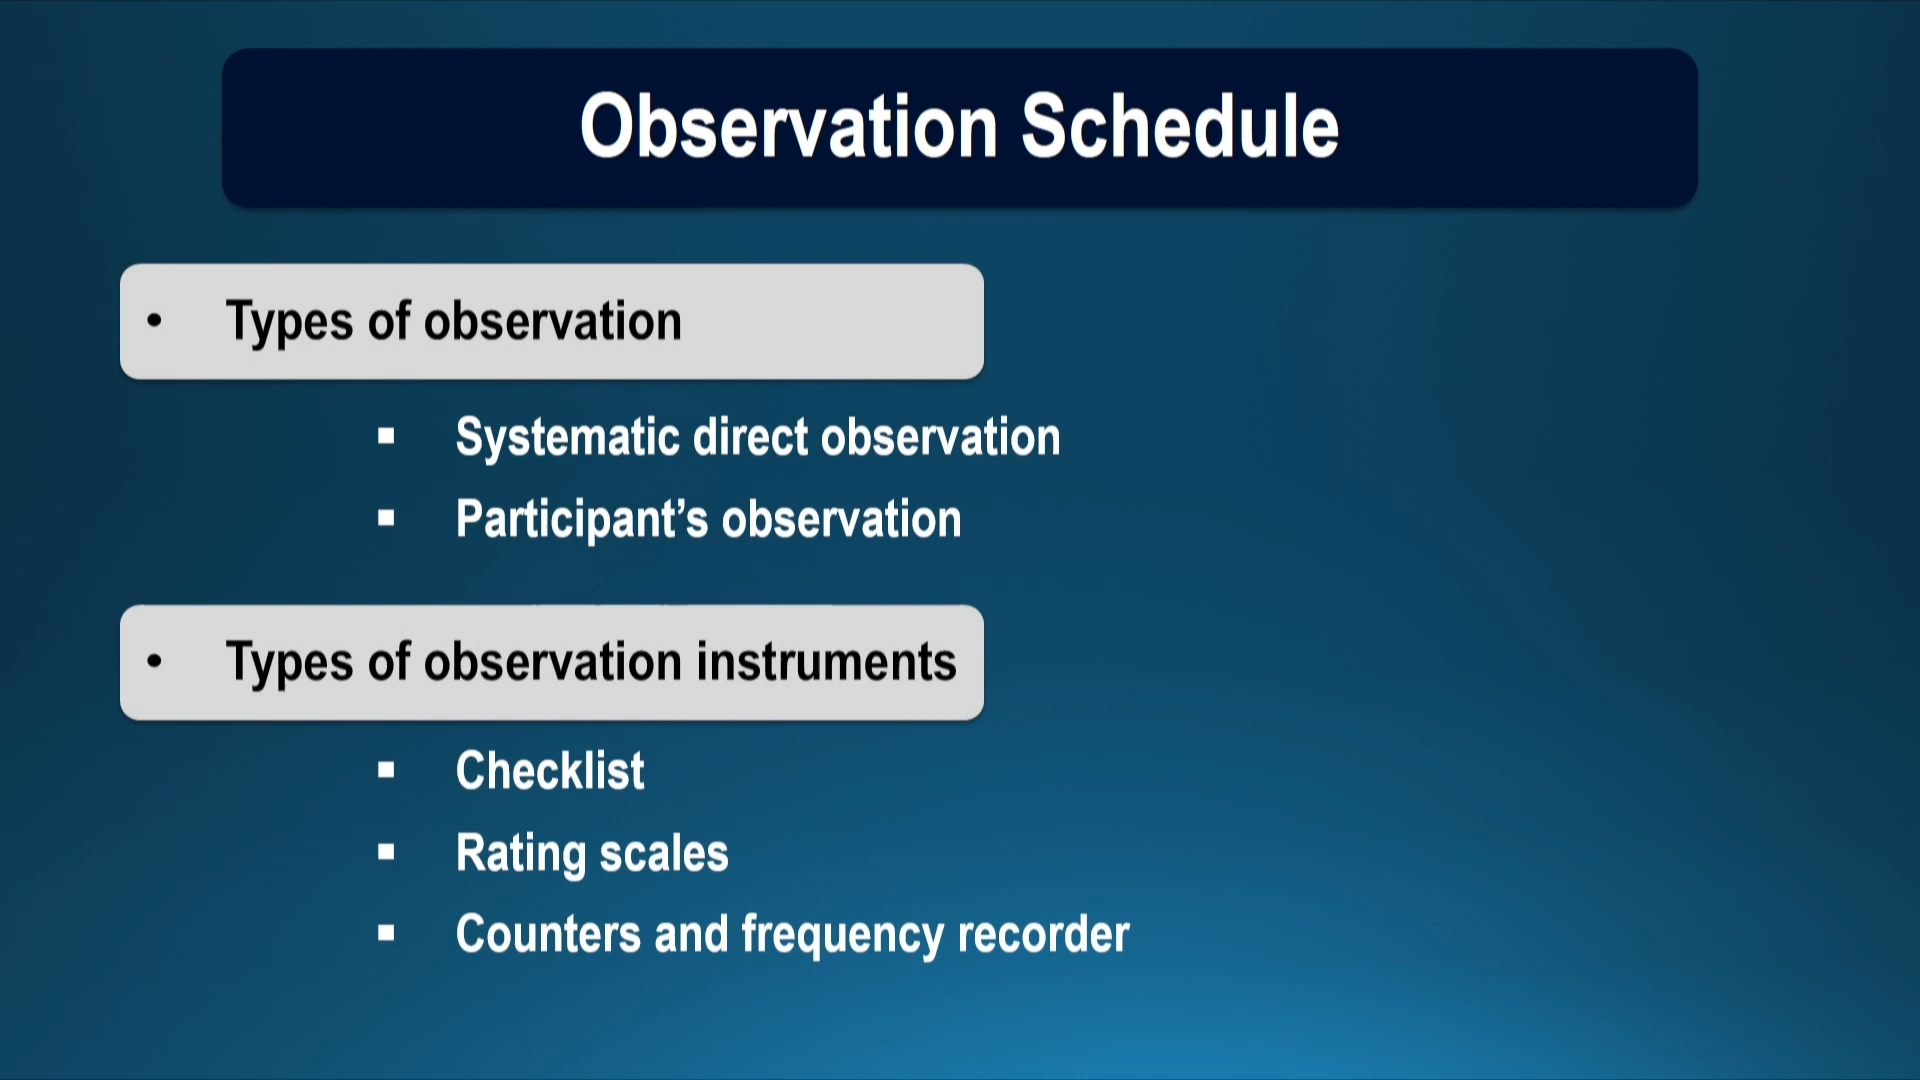 Observation Schedule
• Types of observation
▪ Systematic direct observation
▪ Participant’s observation
• Types of observation instruments
▪ Checklist
▪ Rating scales
▪ Counters and frequency recorder